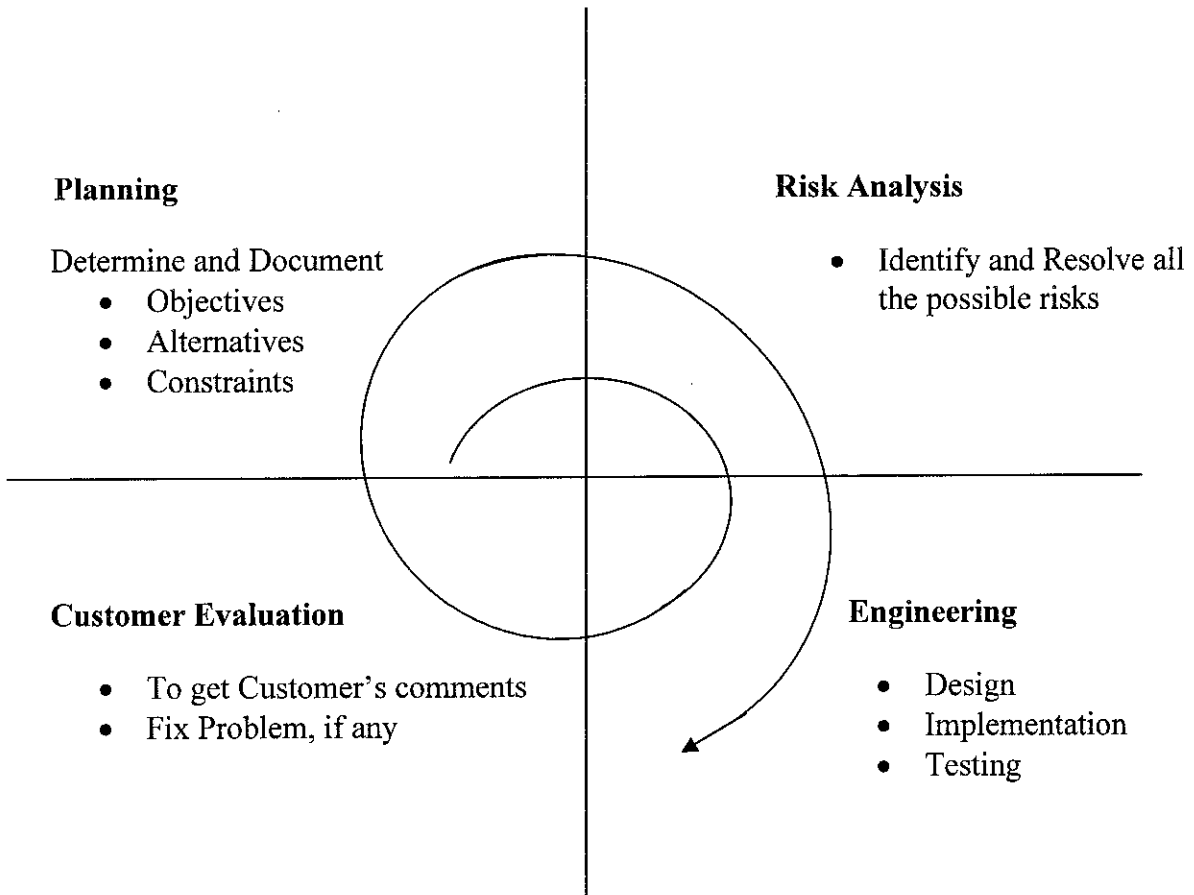 Planning
Determine and Document
• Objectives
• Alternatives
• Constraints
Risk Analysis
• Identify and Resolve all
the possible risks
Customer Evaluation
• To get Customer's comments
• Fix Problem, if any
Engineering
• Design
• Implementation
• Testing